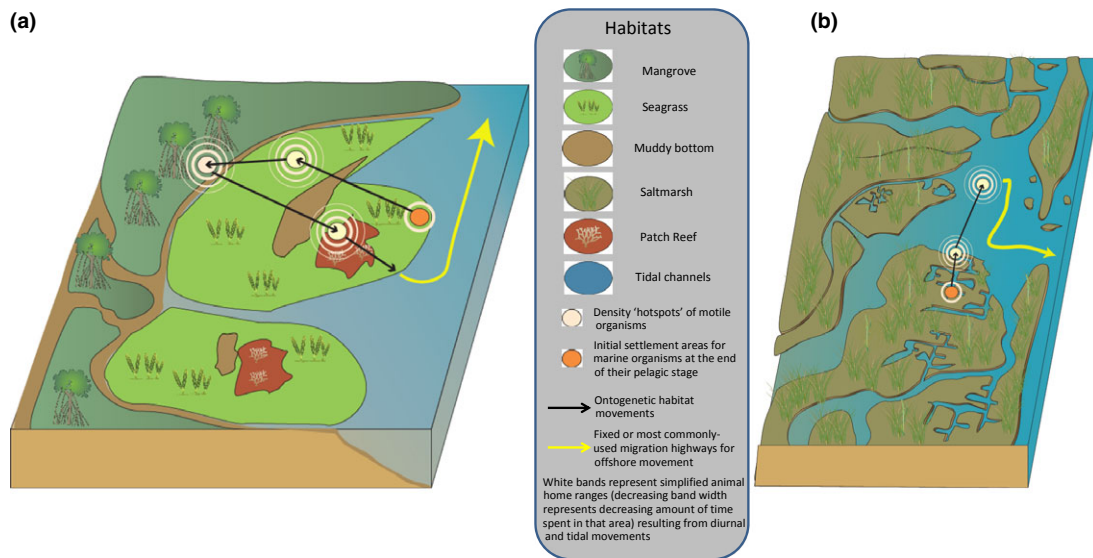 (a)
(b)
Habitats
Mangrove
Seagrass
Muddy bottom
Saltmarsh
Patch Reef
Tidal channels
Density 'hotspots' of motile
organisms
Initial settlement areas for
marine organisms at the end
of their pelagic stage
Ontogenetic habitat
movements
Fixed or most commonly-
used migration highways for
offshore movement
White bands represent simplified animal
home ranges (decreasing band width
represents decreasing amount of time
spent in that area) resulting from diurnal
and tidal movements